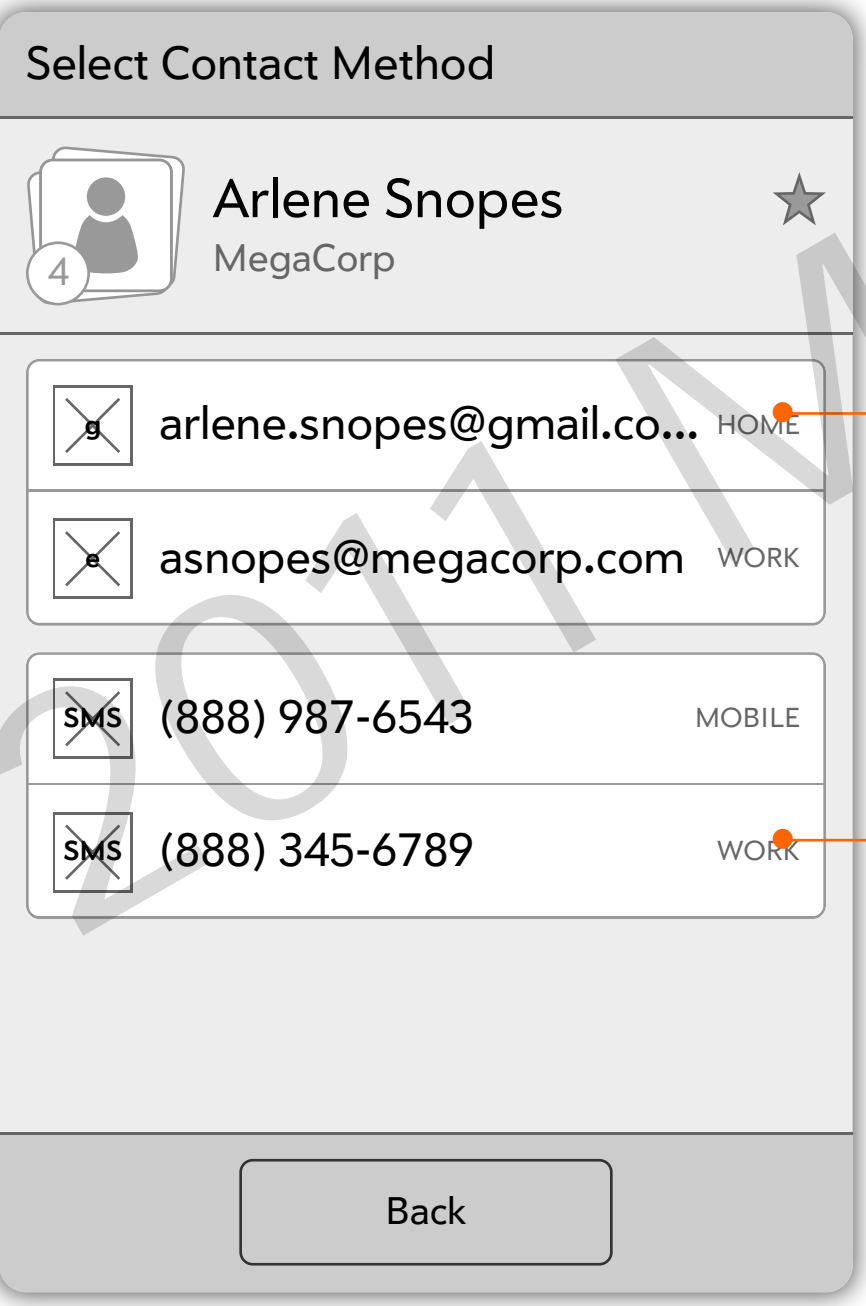 Select Contact Method
Arlene Snopes
MegaCorp
4
g arlene.snopes@gmail.co... HOME
e asnopes@megacorp.com WORK
SMS (888) 987-6543 MOBILE
SMS (888) 345-6789 WORK
2011 M
Back